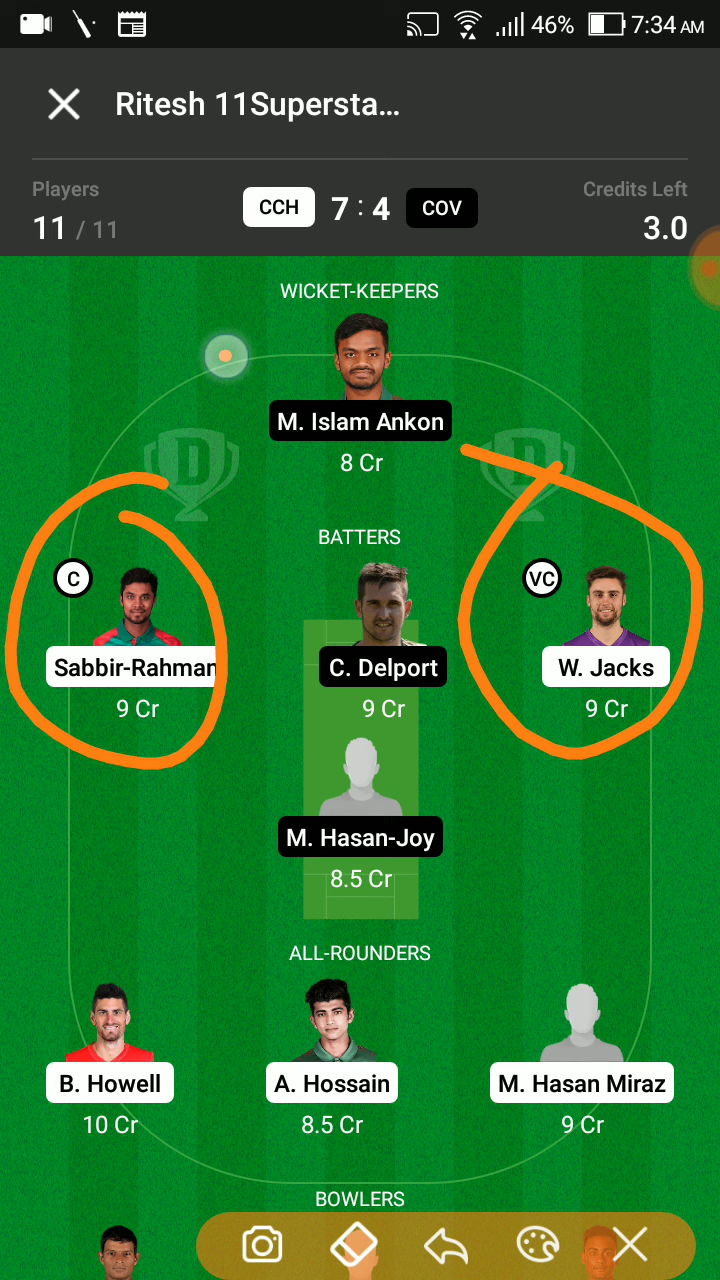 46% 7:34 AM
Ritesh 11Supersta...
Players
Credits Left
11 / 11
CCH 7 : 4 COV
3.0
WICKET-KEEPERS
M. Islam Ankon
8 Cr
BATTERS
C
VC
Sabbir-Rahman
C. Delport
W. Jacks
9 Cr
9 Cr
9 Cr
M. Hasan-Joy
8.5 Cr
ALL-ROUNDERS
B. Howell
A. Hossain
M. Hasan Miraz
10 Cr
8.5 Cr
9 Cr
BOWLERS